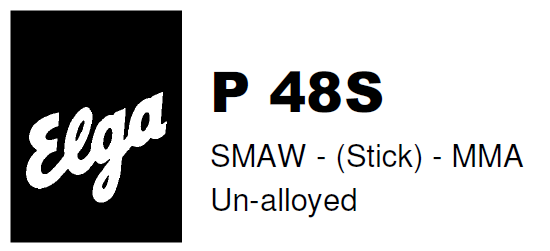 Elga
P 48S
SMAW - (Stick) - MMA
Un-alloyed